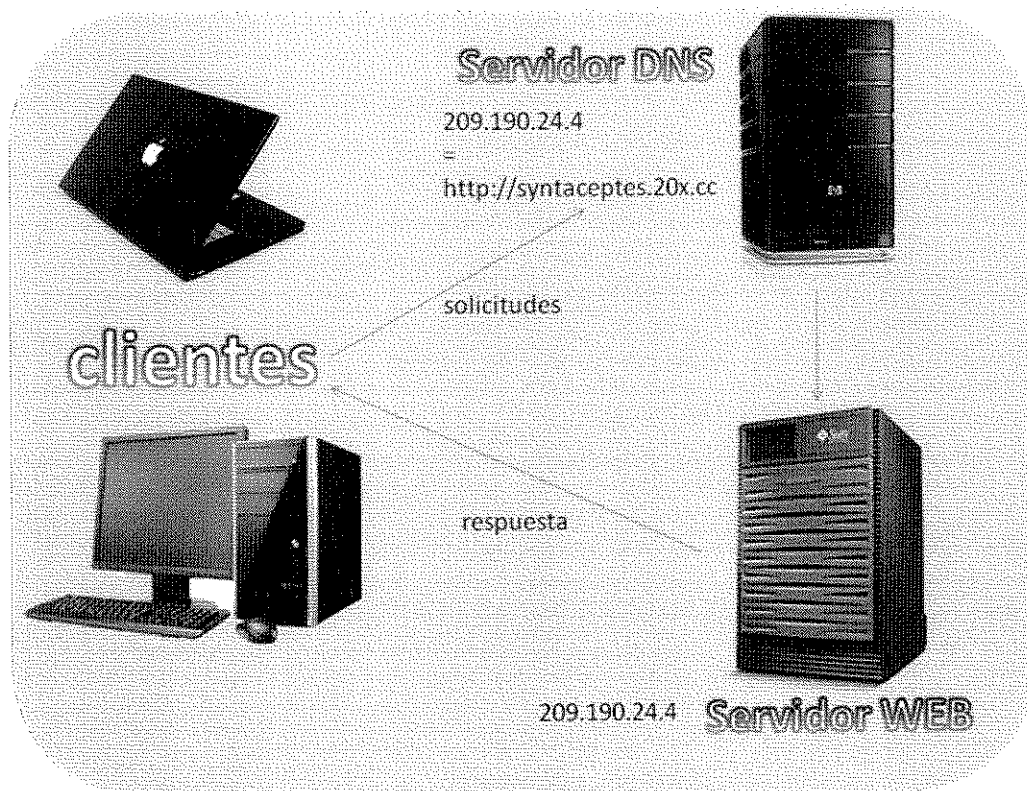 Servidor DNS
209.190.24.4
=
http://syntaceptes.20x.cc
solicitudes
clientes
respuesta
209.190.24.4
Servidor WEB